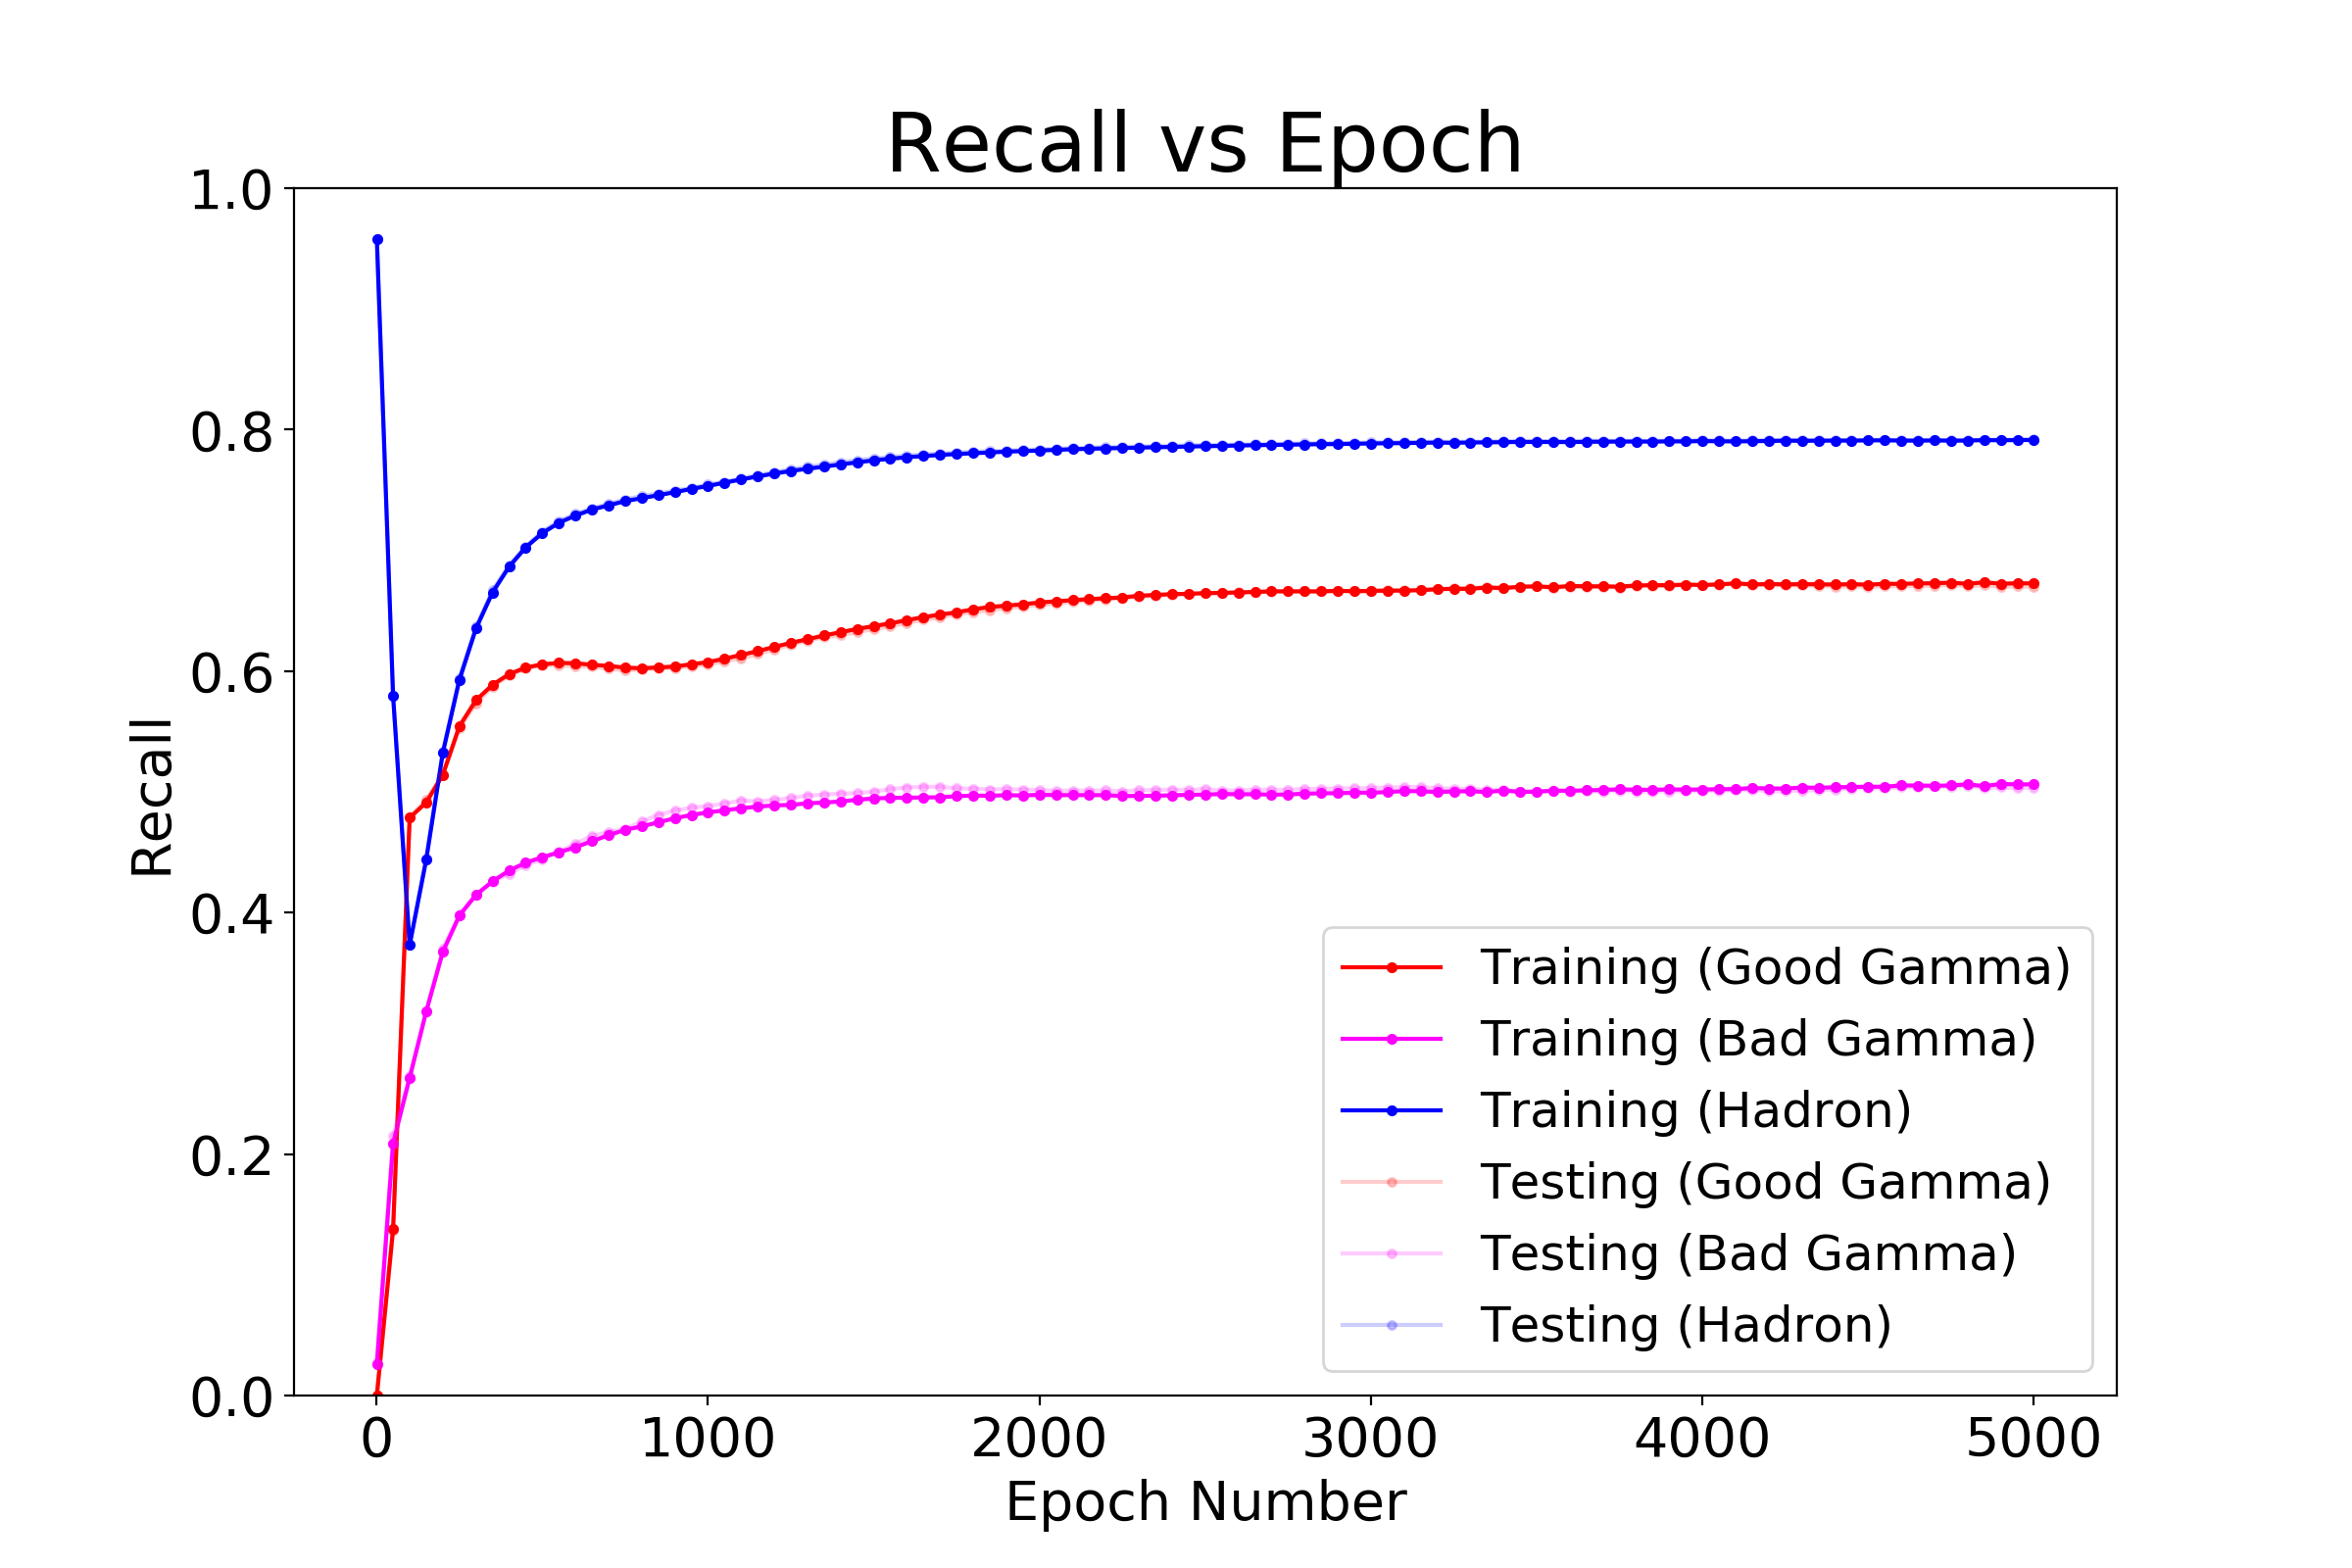 Recall vs Epoch
1.0
0.8
0.6
0.4
0.2
0.0
Recall
0
1000
2000
3000
4000
5000
Epoch Number
Training (Good Gamma)
Training (Bad Gamma)
Training (Hadron)
Testing (Good Gamma)
Testing (Bad Gamma)
Testing (Hadron)